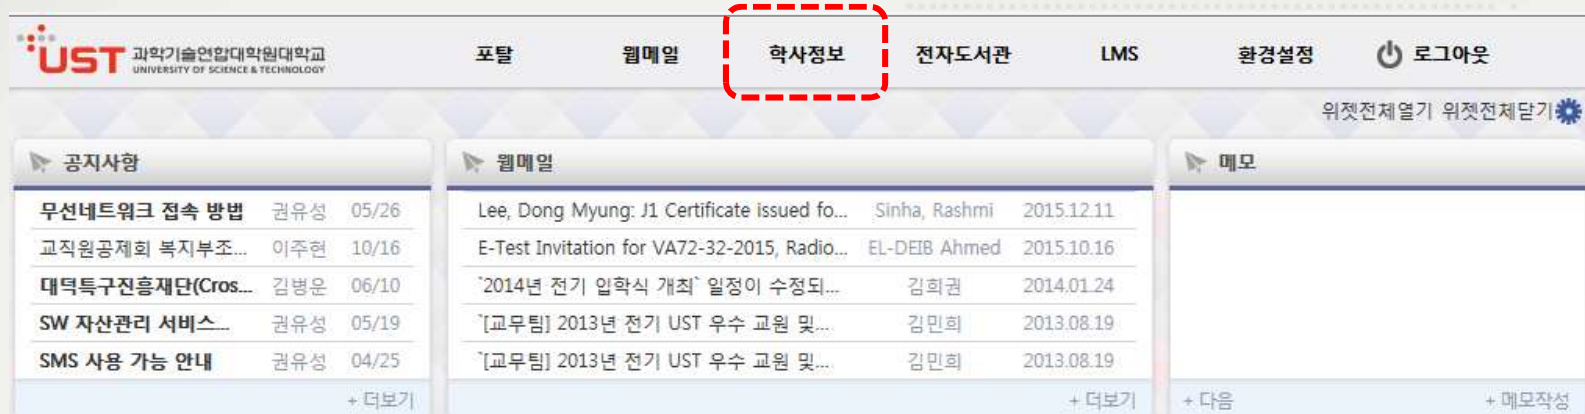 UST 과학기술연합대학원대학교
UNIVERSITY OF SCIENCE & TECHNOLOGY
포탈 웹메일 학사정보 전자도서관 LMS 환경설정 로그아웃
위젯전체열기 위젯전체닫기
공지사항
무선네트워크 접속 방법 권유성 05/26
교직원공제회 복지부조... 이주현 10/16
대덕특구진흥재단(Cros... 김병운 06/10
SW 자산관리 서비스... 권유성 05/19
SMS 사용 가능 안내 권유성 04/25
+ 더보기
웹메일
Lee, Dong Myung: J1 Certificate issued fo... Sinha, Rashmi 2015.12.11
E-Test Invitation for VA72-32-2015, Radio... EL-DEIB Ahmed 2015.10.16
`2014년 전기 입학식 개최` 일정이 수정되... 김희권 2014.01.24
`[교무팀] 2013년 전기 UST 우수 교원 및... 김민희 2013.08.19
`[교무팀] 2013년 전기 UST 우수 교원 및... 김민희 2013.08.19
+ 더보기
메모
+ 다음 + 메모작성